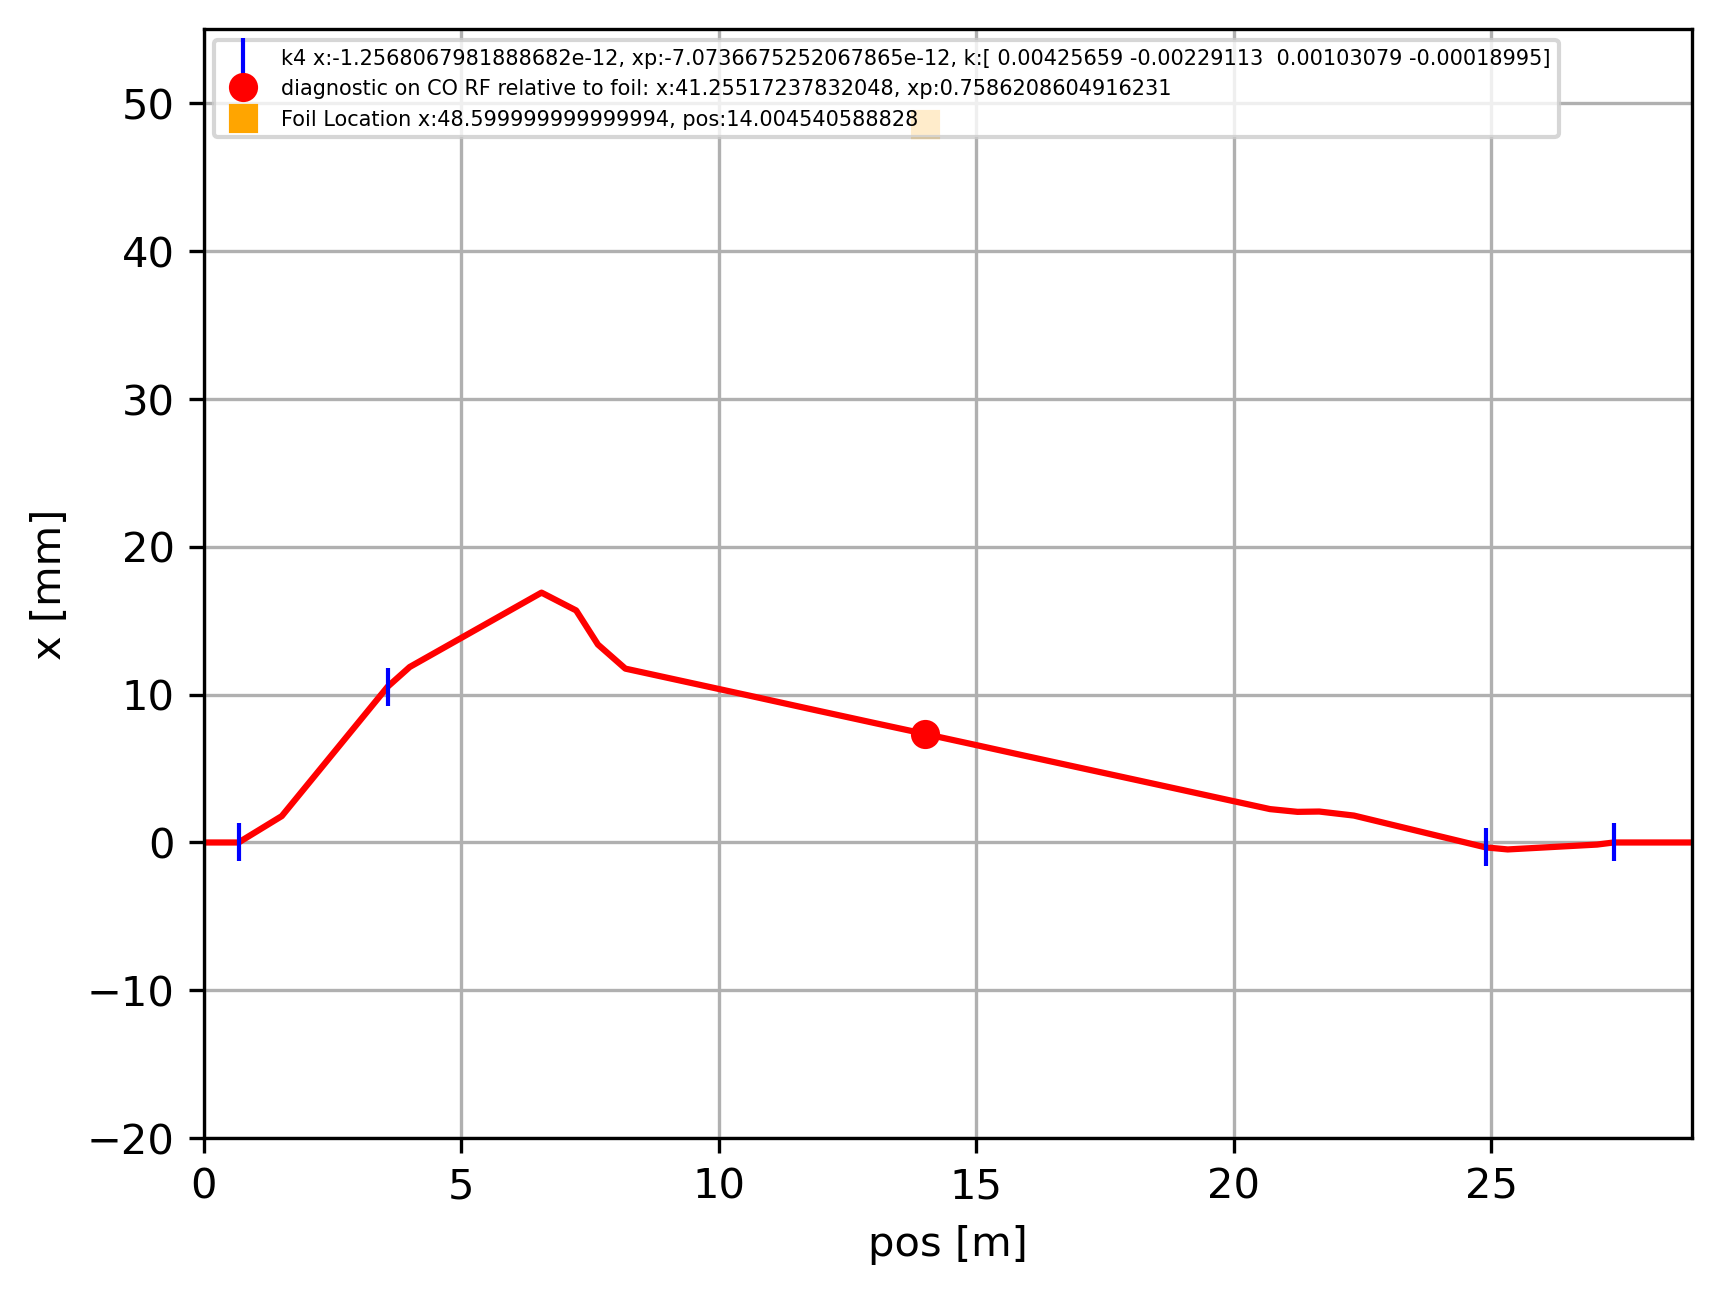 k4 x:-1.2568067981888682e-12, xp:-7.0736675252067865e-12, k:[ 0.00425659 -0.00229113  0.00103079 -0.00018995]
diagnostic on CO RF relative to foil: x:41.25517237832048, xp:0.7586208604916231
Foil Location x:48.599999999999994, pos:14.004540588828
50
40
30
20
10
0
−10
−20
x [mm]
0 5 10 15 20 25
pos [m]